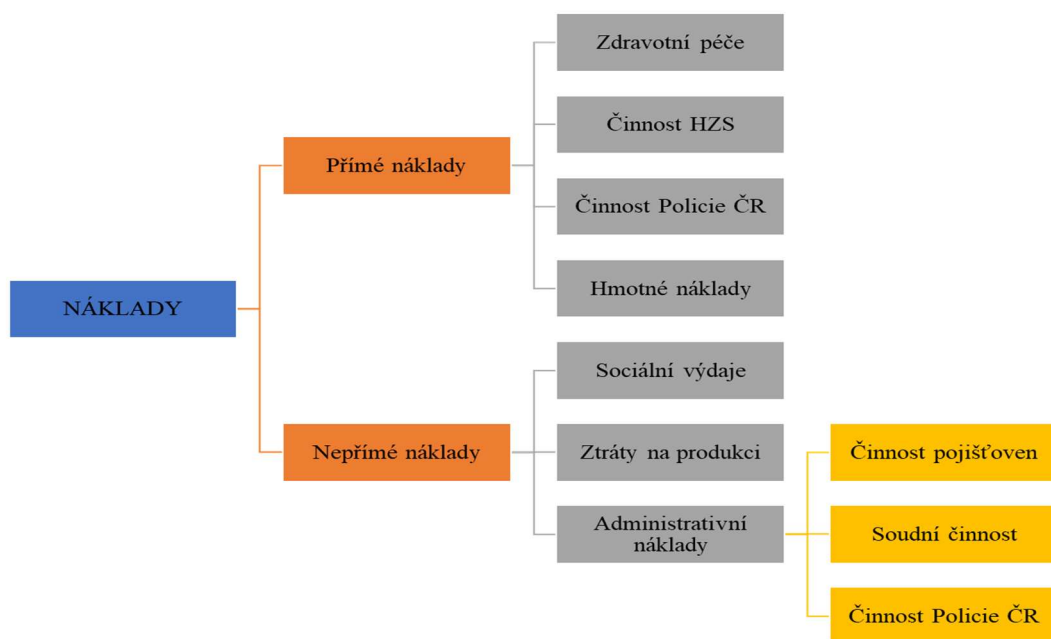 NÁKLADY
Přímé náklady
Zdravotní péče
Činnost HZS
Činnost Policie ČR
Hmotné náklady
Nepřímé náklady
Sociální výdaje
Ztráty na produkci
Administrativní
náklady
Činnost pojišťoven
Soudní činnost
Činnost Policie ČR